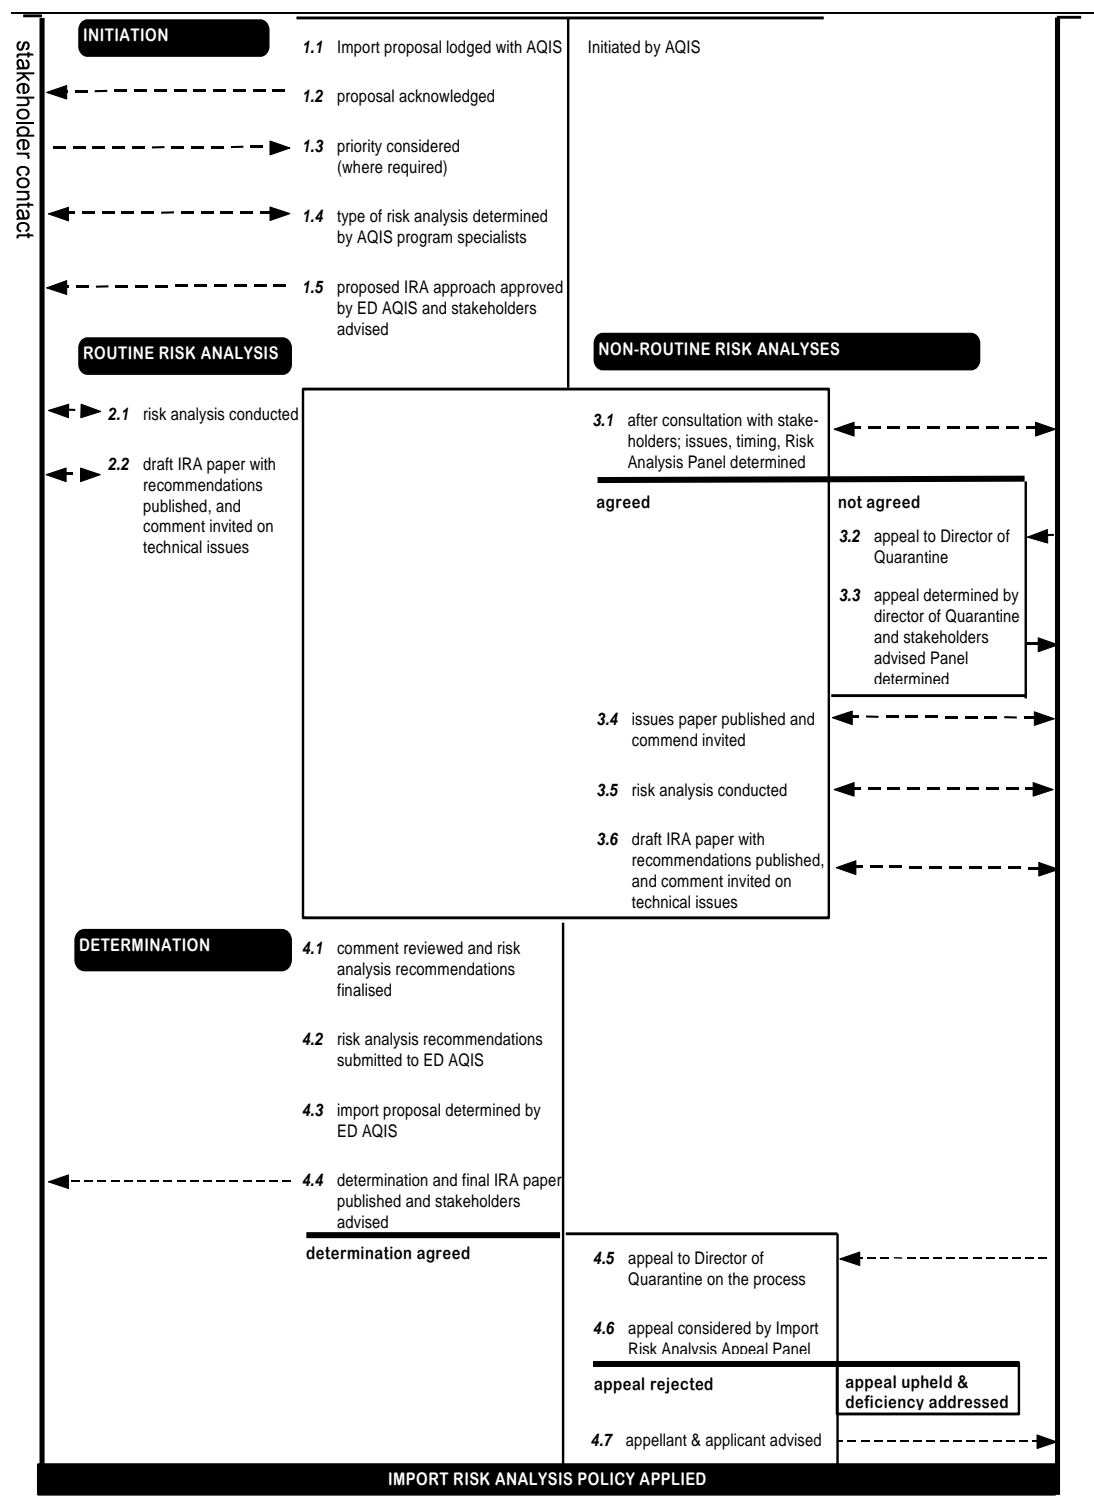 stakeholder contact
INITIATION
1.1 Import proposal lodged with AQIS
Initiated by AQIS
1.2 proposal acknowledged
1.3 priority considered
(where required)
1.4 type of risk analysis determined
by AQIS program specialists
1.5 proposed IRA approach approved
by ED AQIS and stakeholders
advised
ROUTINE RISK ANALYSIS
2.1 risk analysis conducted
2.2 draft IRA paper with
recommendations
published, and
comment invited on
technical issues
NON-ROUTINE RISK ANALYSES
3.1 after consultation with stake-
holders; issues, timing, Risk
Analysis Panel determined
agreed
not agreed
3.2 appeal to Director of
Quarantine
3.3 appeal determined by
director of Quarantine
and stakeholders
advised Panel
determined
3.4 issues paper published and
commend invited
3.5 risk analysis conducted
3.6 draft IRA paper with
recommendations published,
and comment invited on
technical issues
DETERMINATION
4.1 comment reviewed and risk
analysis recommendations
finalised
4.2 risk analysis recommendations
submitted to ED AQIS
4.3 import proposal determined by
ED AQIS
4.4 determination and final IRA paper
published and stakeholders
advised
determination agreed
4.5 appeal to Director of
Quarantine on the process
4.6 appeal considered by Import
Risk Analysis Appeal Panel
appeal rejected
appeal upheld &
deficiency addressed
4.7 appellant & applicant advised
IMPORT RISK ANALYSIS POLICY APPLIED